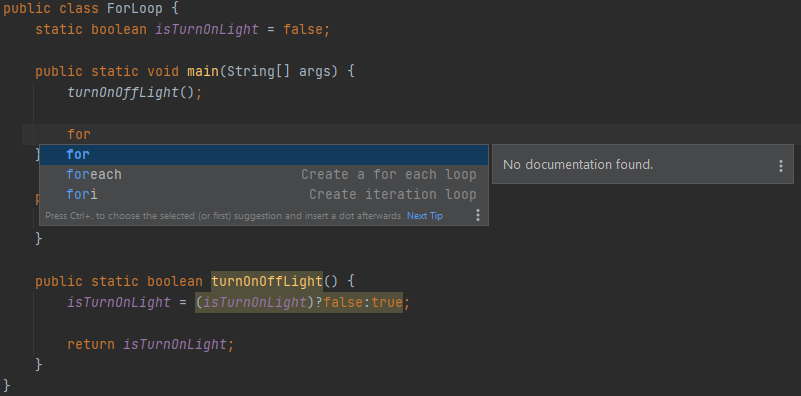 public class ForLoop {
static boolean isTurnOnLight = false;
public static void main(String[] args) {
turnOnOffLight();
for
}
for
foreach Create a for each loop
fori Create iteration loop
Press Ctrl+. to choose the selected (or first) suggestion and insert a dot afterwards Next Tip
No documentation found.
p
}
public static boolean turnOnOffLight() {
isTurnOnLight = (isTurnOnLight)?false:true;
return isTurnOnLight;
}
}